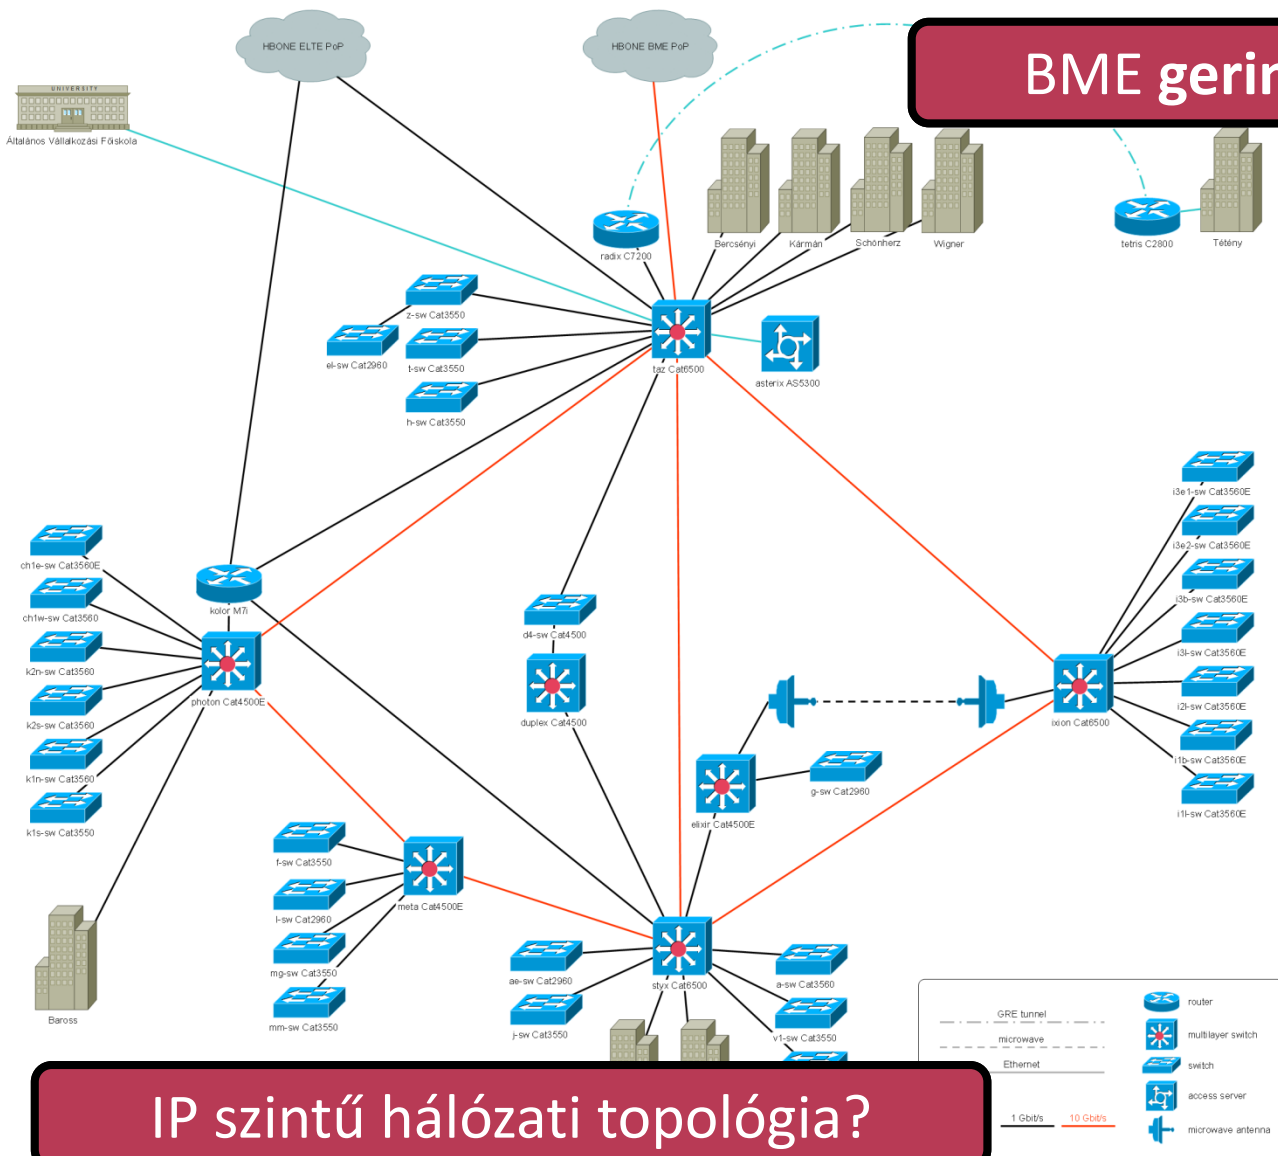 HBONE ELTE PoP
HBONE BME PoP
BME gerin
UNIVERSITY
Általános Vállalkozási Főiskola
radix C7200
Bercsényi
Kármán
Schönherz
Wigner
tetris C2800
Tétény
z-sw Cat3550
el-sw Cat2960
t-sw Cat3550
taz Cat6500
asterix AS5300
h-sw Cat3550
i3e1-sw Cat3560E
i3e2-sw Cat3560E
i3b-sw Cat3560E
i3l-sw Cat3560E
i2l-sw Cat3560E
i1b-sw Cat3560E
i1l-sw Cat3560E
ixion Cat6500
ch1e-sw Cat3560E
ch1w-sw Cat3560
k2n-sw Cat3560
k2s-sw Cat3560
k1n-sw Cat3560
k1s-sw Cat3550
kolor M7i
photon Cat4500E
d4-sw Cat4500
duplex Cat4500
elixir Cat4500E
g-sw Cat2960
f-sw Cat3550
l-sw Cat2960
mg-sw Cat3550
mm-sw Cat3550
meta Cat4500E
Baross
ae-sw Cat2960
j-sw Cat3550
styx Cat6500
a-sw Cat3560
v1-sw Cat3550
GRE tunnel
microwave
Ethernet
1 Gbit/s
10 Gbit/s
router
multilayer switch
switch
access server
microwave antenna
IP szintű hálózati topológia?